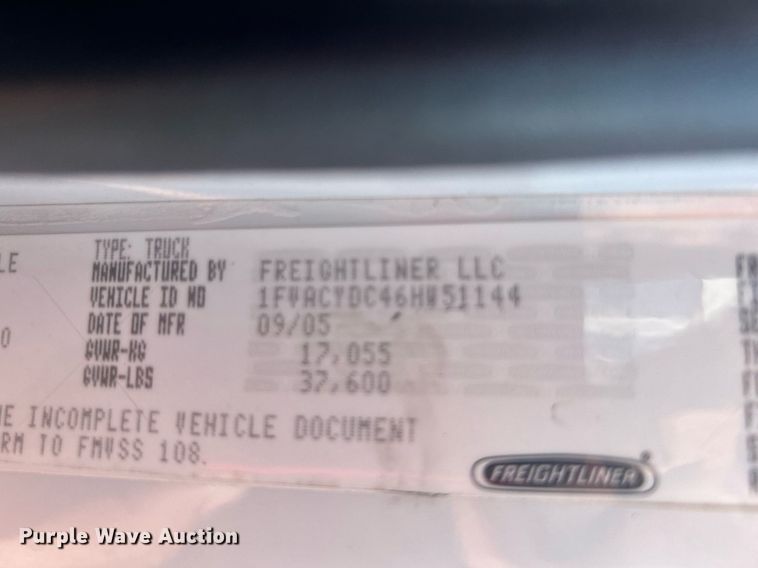 LE
TYPE: TRUCK
MANUFACTURED BY FREIGHTLINER LLC
VEHICLE ID NO 1FVACYDC46HW51144
DATE OF MFR 09/05
0
GVWR-KG 17,055
GVWR-LBS 37,600
E INCOMPLETE VEHICLE DOCUMENT
RM TO FMVSS 108.
FREIGHTLINER
Purple Wave Auction